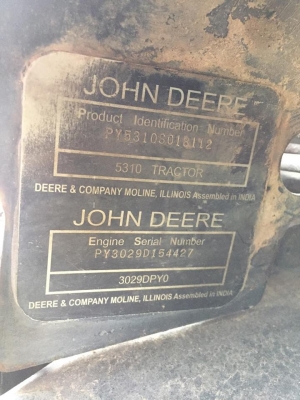 JOHN DEERE
Product Identification Number
5310 TRACTOR
DEERE & COMPANY MOLINE, ILLINOIS Assembled in INDIA
JOHN DEERE
Engine Serial Number
PY3029D154427
3029DPY0
DEERE & COMPANY MOLINE, ILLINOIS Assembled in INDIA